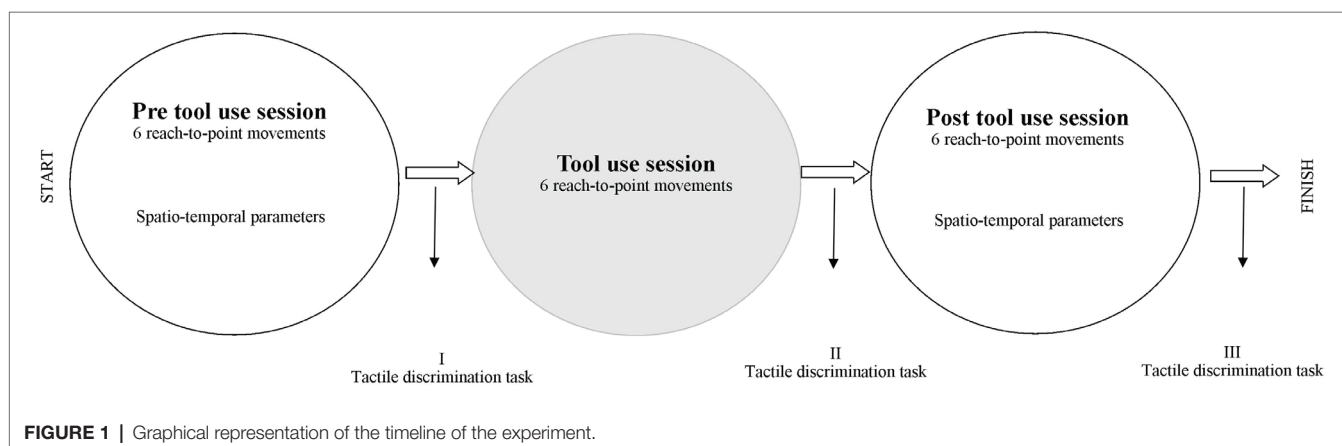 START
Pre tool use session
6 reach-to-point movements
Spatio-temporal parameters
I
Tactile discrimination task
Tool use session
6 reach-to-point movements
II
Tactile discrimination task
Post tool use session
6 reach-to-point movements
Spatio-temporal parameters
III
Tactile discrimination task
FINISH
FIGURE 1 | Graphical representation of the timeline of the experiment.